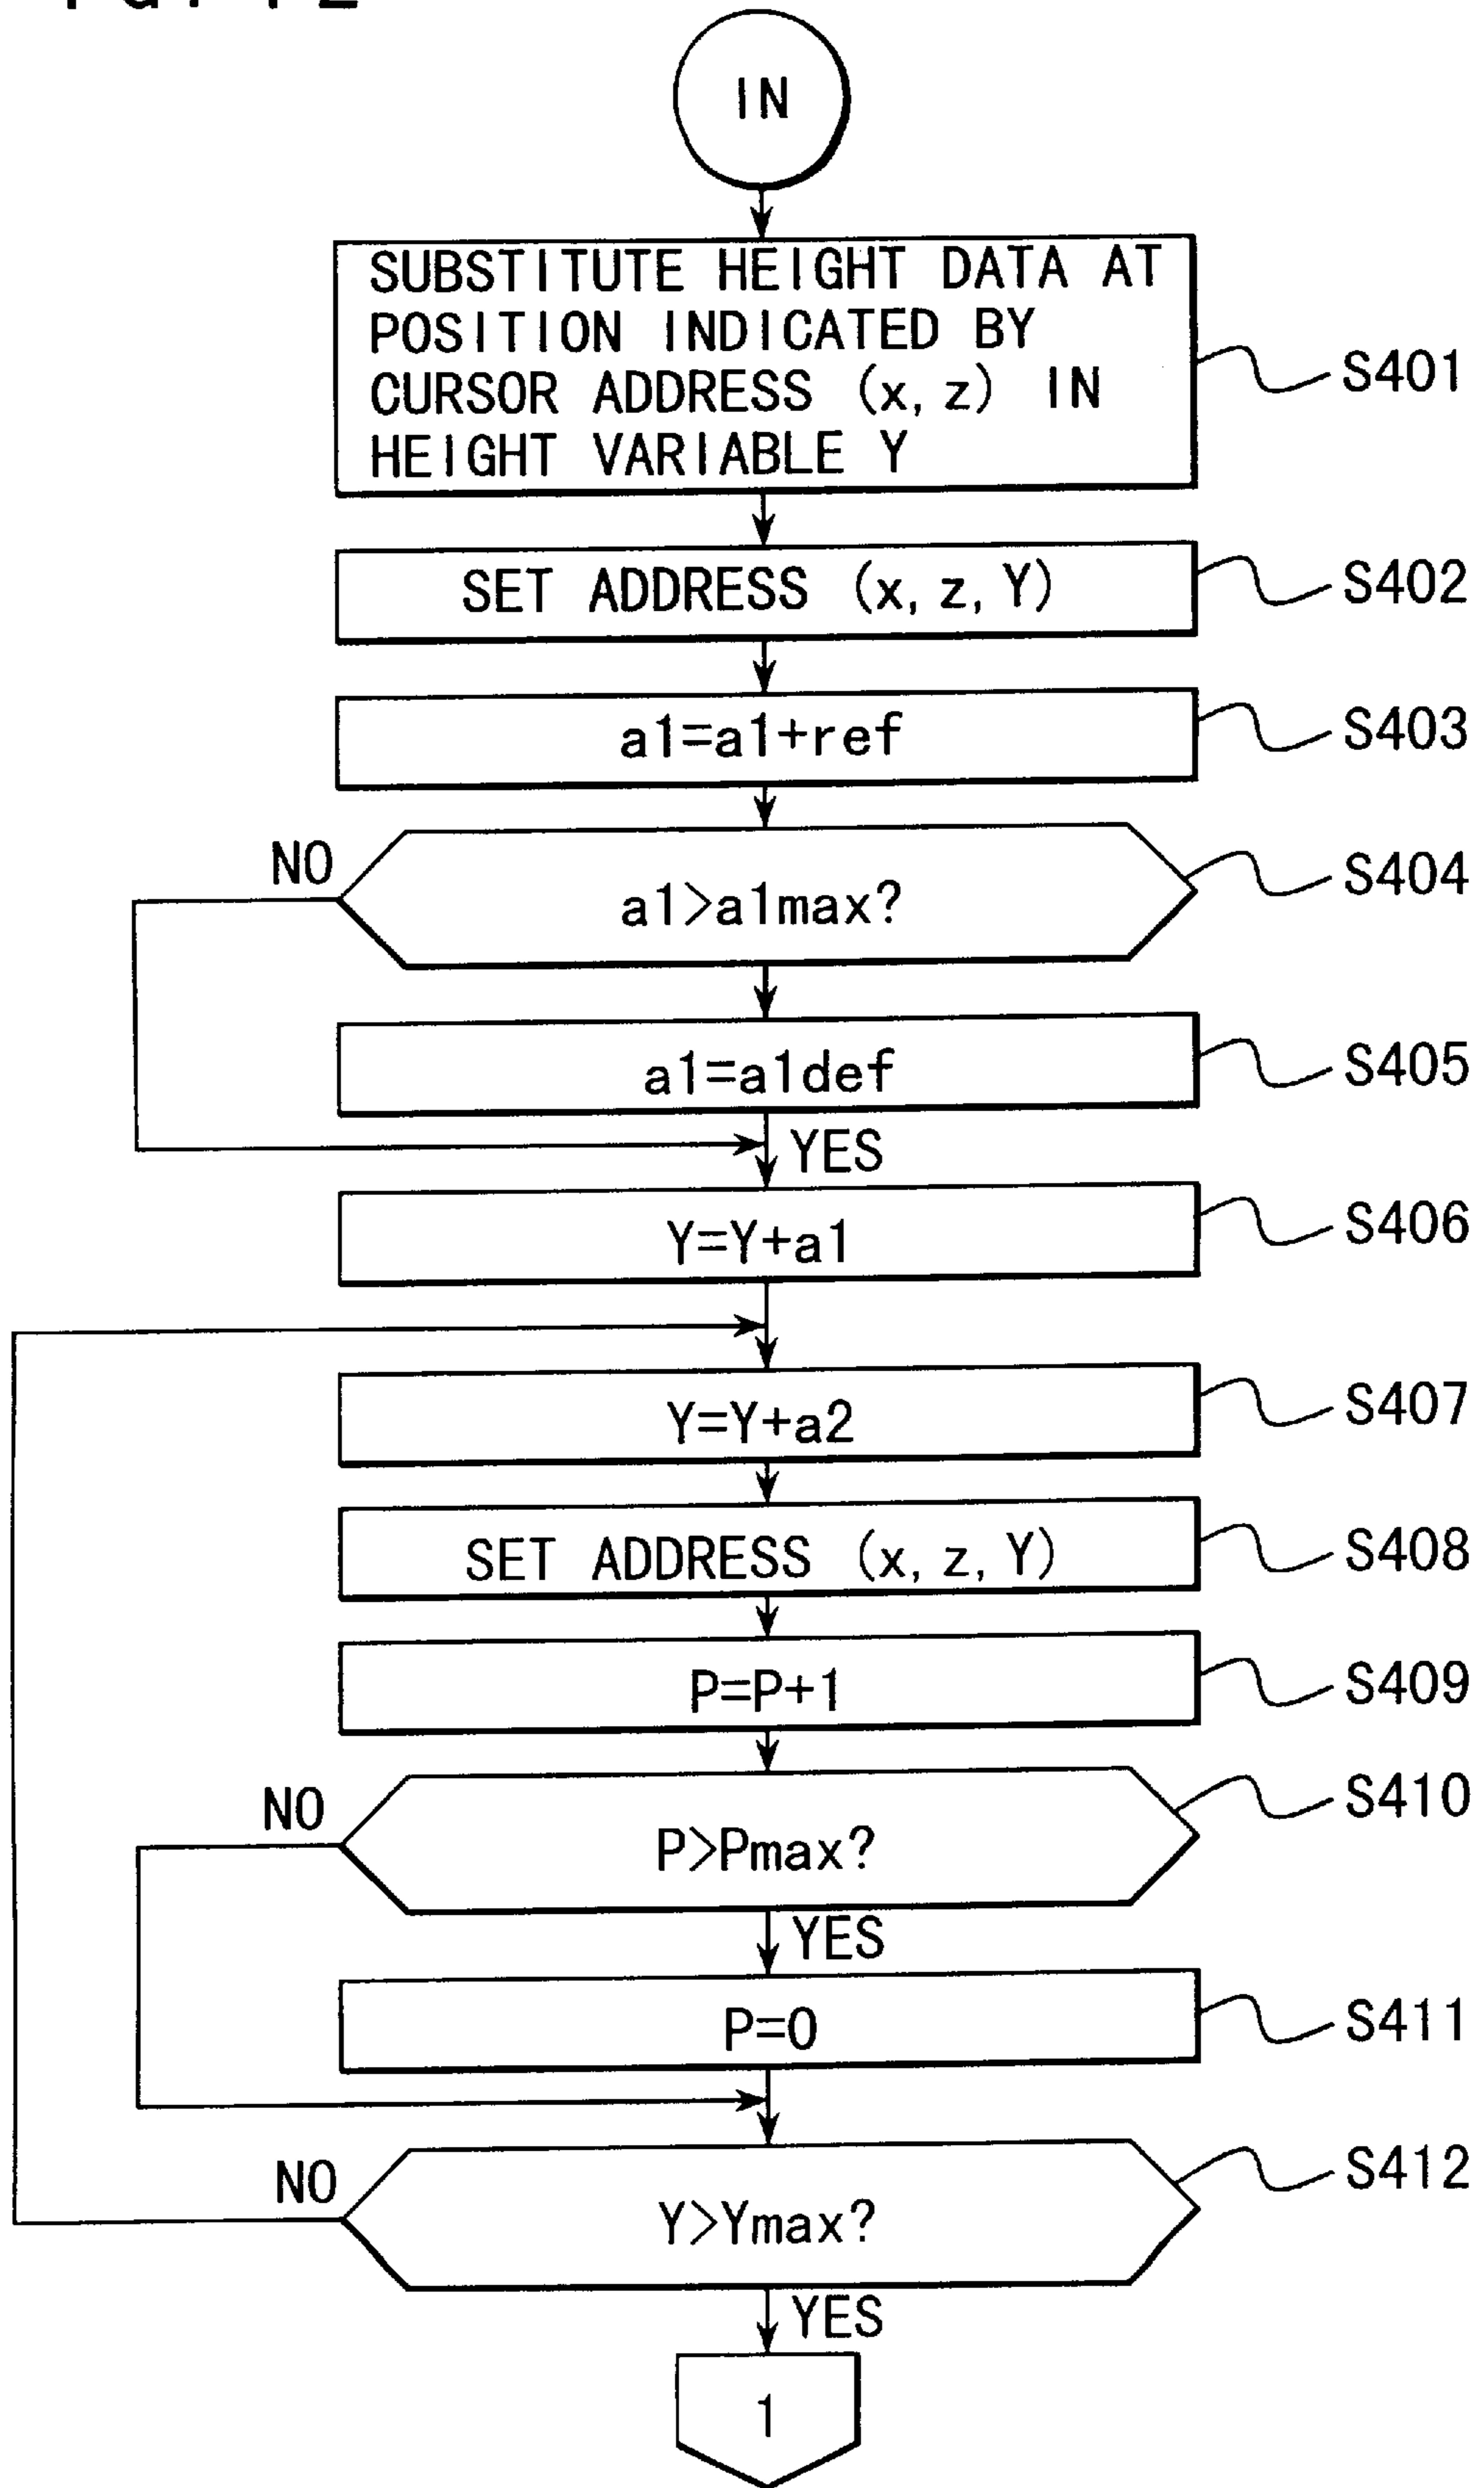 IN
SUBSTITUTE HEIGHT DATA AT
POSITION INDICATED BY
CURSOR ADDRESS (x, z) IN
HEIGHT VARIABLE Y
S401
SET ADDRESS (x, z, Y)
S402
a1=a1+ref
S403
NO
a1>a1max?
S404
a1=a1def
S405
YES
Y=Y+a1
S406
Y=Y+a2
S407
SET ADDRESS (x, z, Y)
S408
P=P+1
S409
NO
P>Pmax?
S410
YES
P=0
S411
NO
Y>Ymax?
S412
YES
1